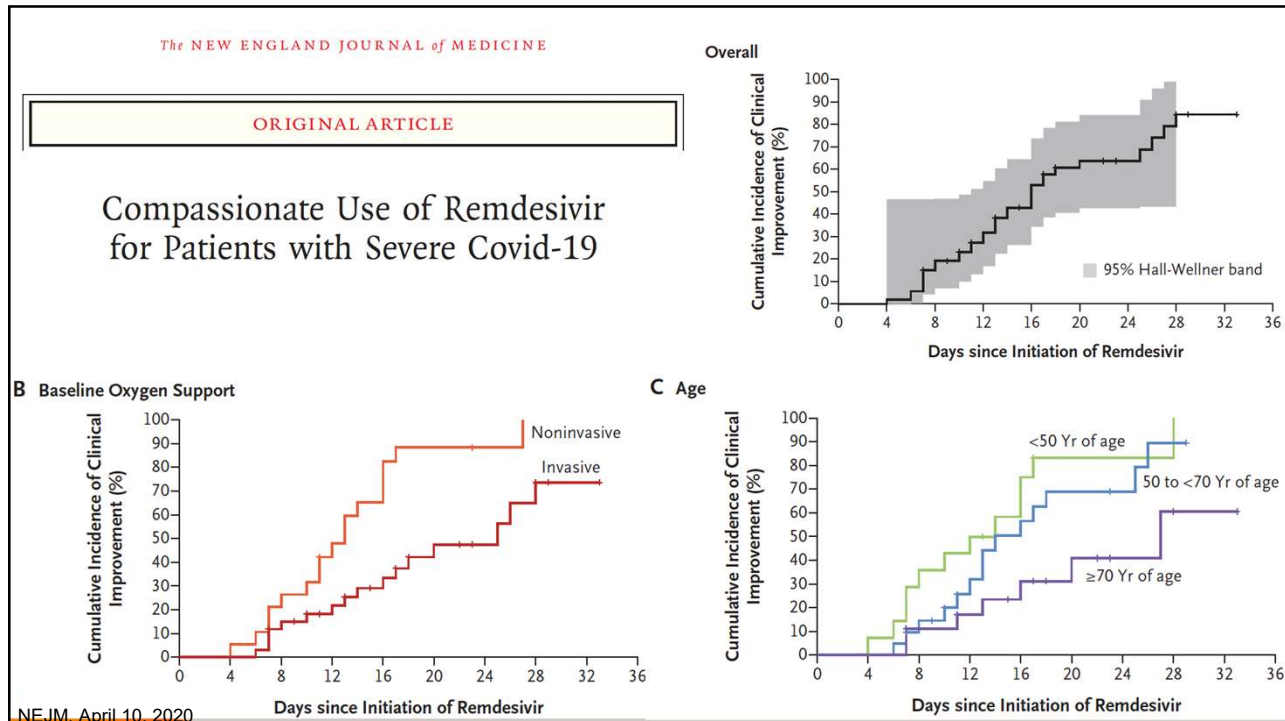 The NEW ENGLAND JOURNAL of MEDICINE
ORIGINAL ARTICLE
Compassionate Use of Remdesivir
for Patients with Severe Covid-19
Overall
Cumulative Incidence of Clinical
Improvement (%)
100
90
80
70
60
50
40
30
20
10
0
95% Hall-Wellner band
0 4 8 12 16 20 24 28 32 36
Days since Initiation of Remdesivir
B Baseline Oxygen Support
Cumulative Incidence of Clinical
Improvement (%)
100
90
80
70
60
50
40
30
20
10
0
Noninvasive
Invasive
0 4 8 12 16 20 24 28 32 36
Days since Initiation of Remdesivir
C Age
Cumulative Incidence of Clinical
Improvement (%)
100
90
80
70
60
50
40
30
20
10
0
<50 Yr of age
50 to <70 Yr of age
≥70 Yr of age
0 4 8 12 16 20 24 28 32 36
Days since Initiation of Remdesivir
NEJM, April 10, 2020